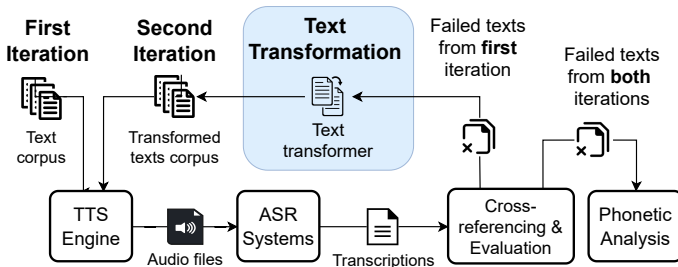 First
Iteration
Text
corpus
Second
Iteration
Transformed
texts corpus
Text
Transformation
Text
transformer
Failed texts
from first
iteration
Failed texts
from both
iterations
TTS
Engine
Audio files
ASR
Systems
Transcriptions
Cross-
referencing &
Evaluation
Phonetic
Analysis